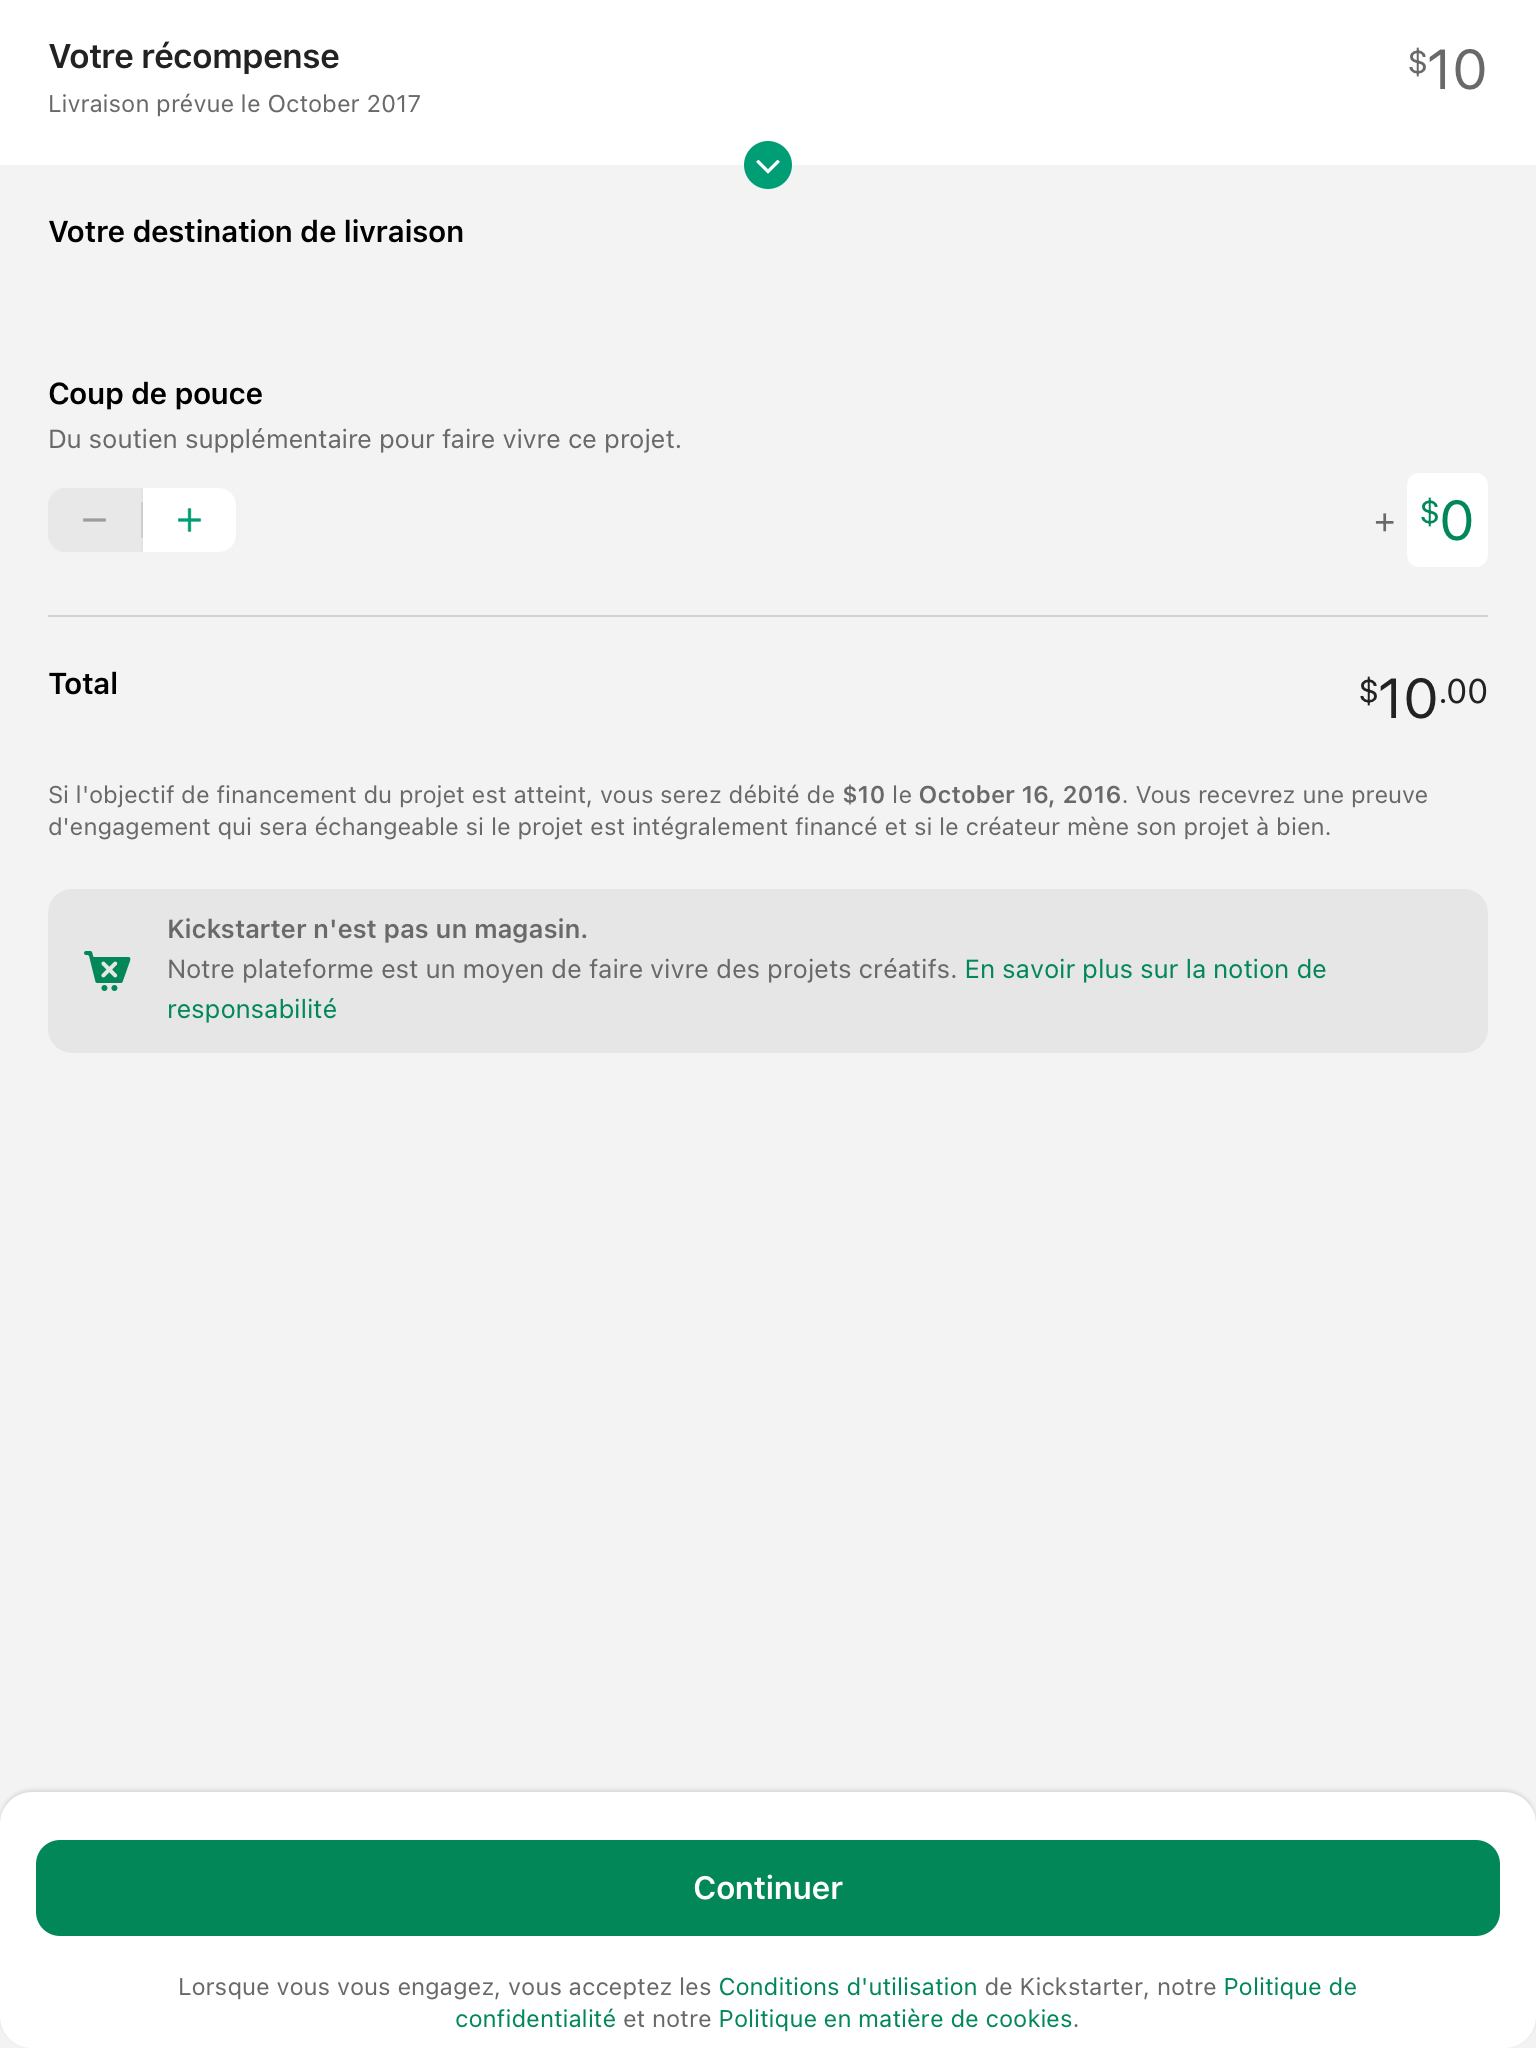 Votre récompense
$10
Livraison prévue le October 2017
Votre destination de livraison
Coup de pouce
Du soutien supplémentaire pour faire vivre ce projet.
− + + $0
Total
$10.00
Si l'objectif de financement du projet est atteint, vous serez débité de $10 le October 16, 2016. Vous recevrez une preuve
d'engagement qui sera échangeable si le projet est intégralement financé et si le créateur mène son projet à bien.
Kickstarter n'est pas un magasin.
Notre plateforme est un moyen de faire vivre des projets créatifs. En savoir plus sur la notion de
responsabilité
Continuer
Lorsque vous vous engagez, vous acceptez les Conditions d'utilisation de Kickstarter, notre Politique de
confidentialité et notre Politique en matière de cookies.